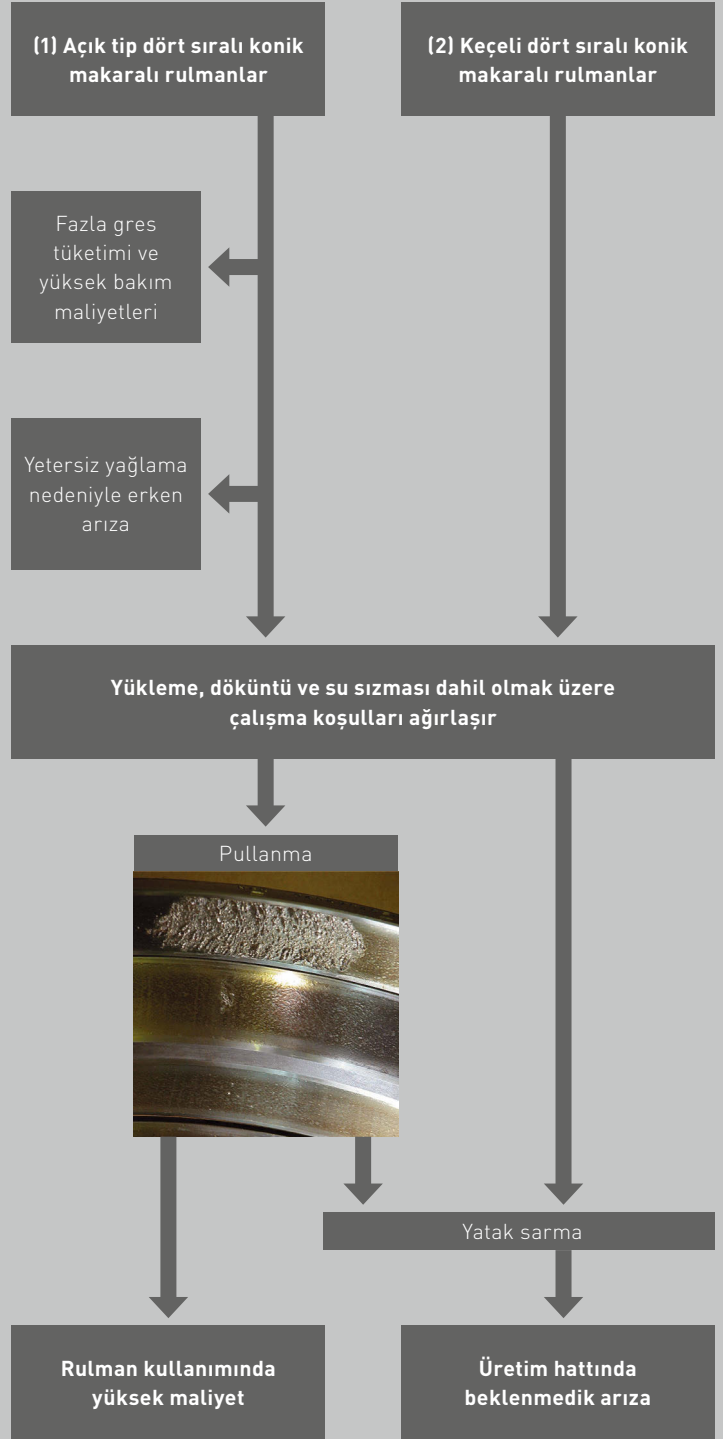 (1) Açık tip dört sıralı konik
makaralı rulmanlar
(2) Keçeli dört sıralı konik
makaralı rulmanlar
Fazla gres
tüketimi ve
yüksek bakım
maliyetleri
Yetersiz yağlama
nedeniyle erken
arıza
Yükleme, döküntü ve su sızması dahil olmak üzere
çalışma koşulları ağırlaşır
Pullanma
Yatak sarma
Rulman kullanımında
yüksek maliyet
Üretim hattında
beklenmedik arıza